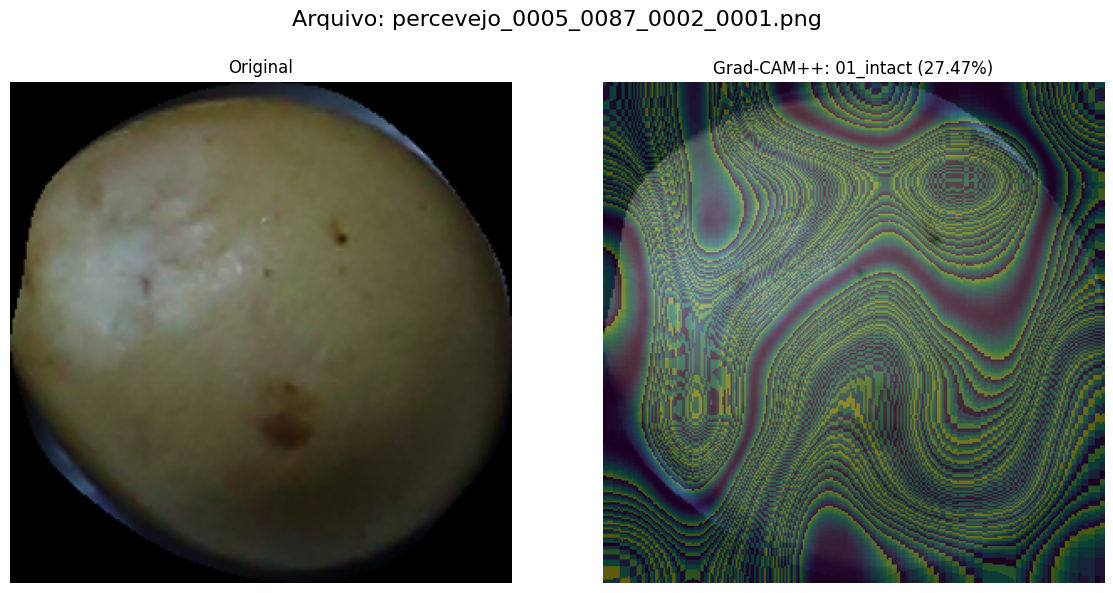 Arquivo: percevejo_0005_0087_0002_0001.png
Original
Grad-CAM++: 01_intact (27.47%)